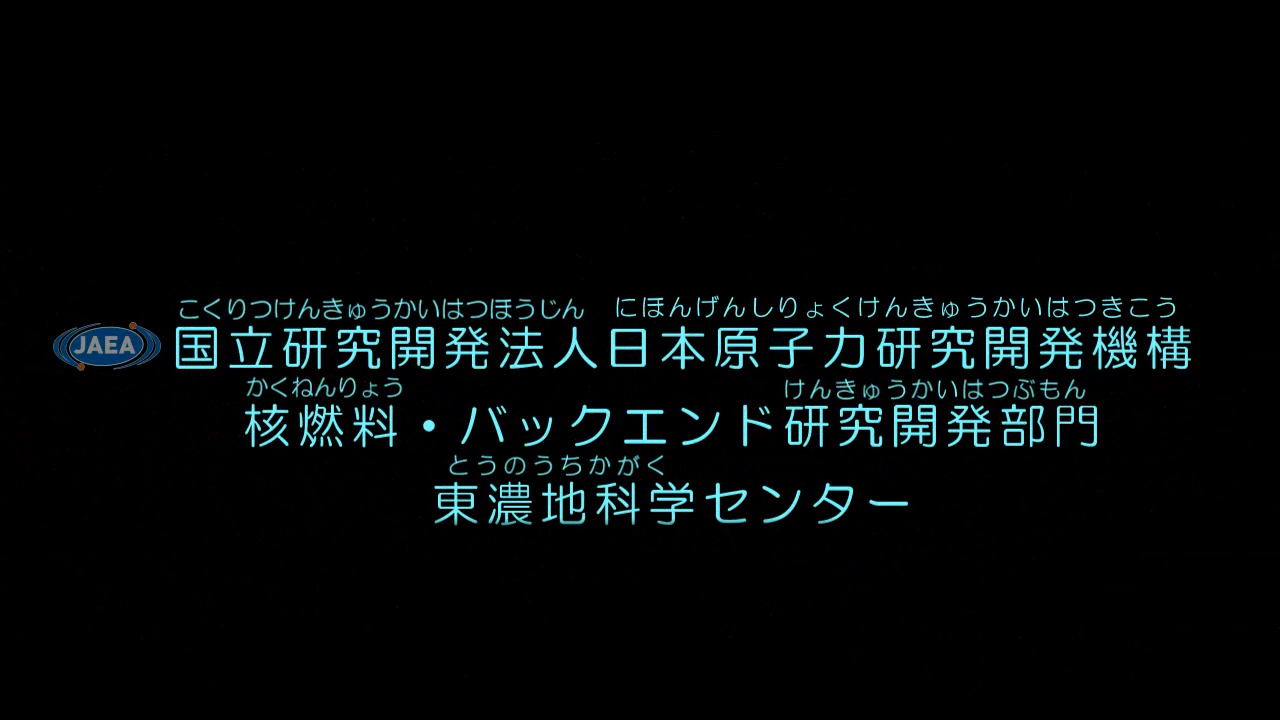 こくりつけんきゅうかいはつほうじん　にほんげんしりょくけんきゅうかいはつきこう
JAEA 国立研究開発法人日本原子力研究開発機構
かくねんりょう　けんきゅうかいはつぶもん
核燃料・バックエンド研究開発部門
とうのうちかがく
東濃地科学センター